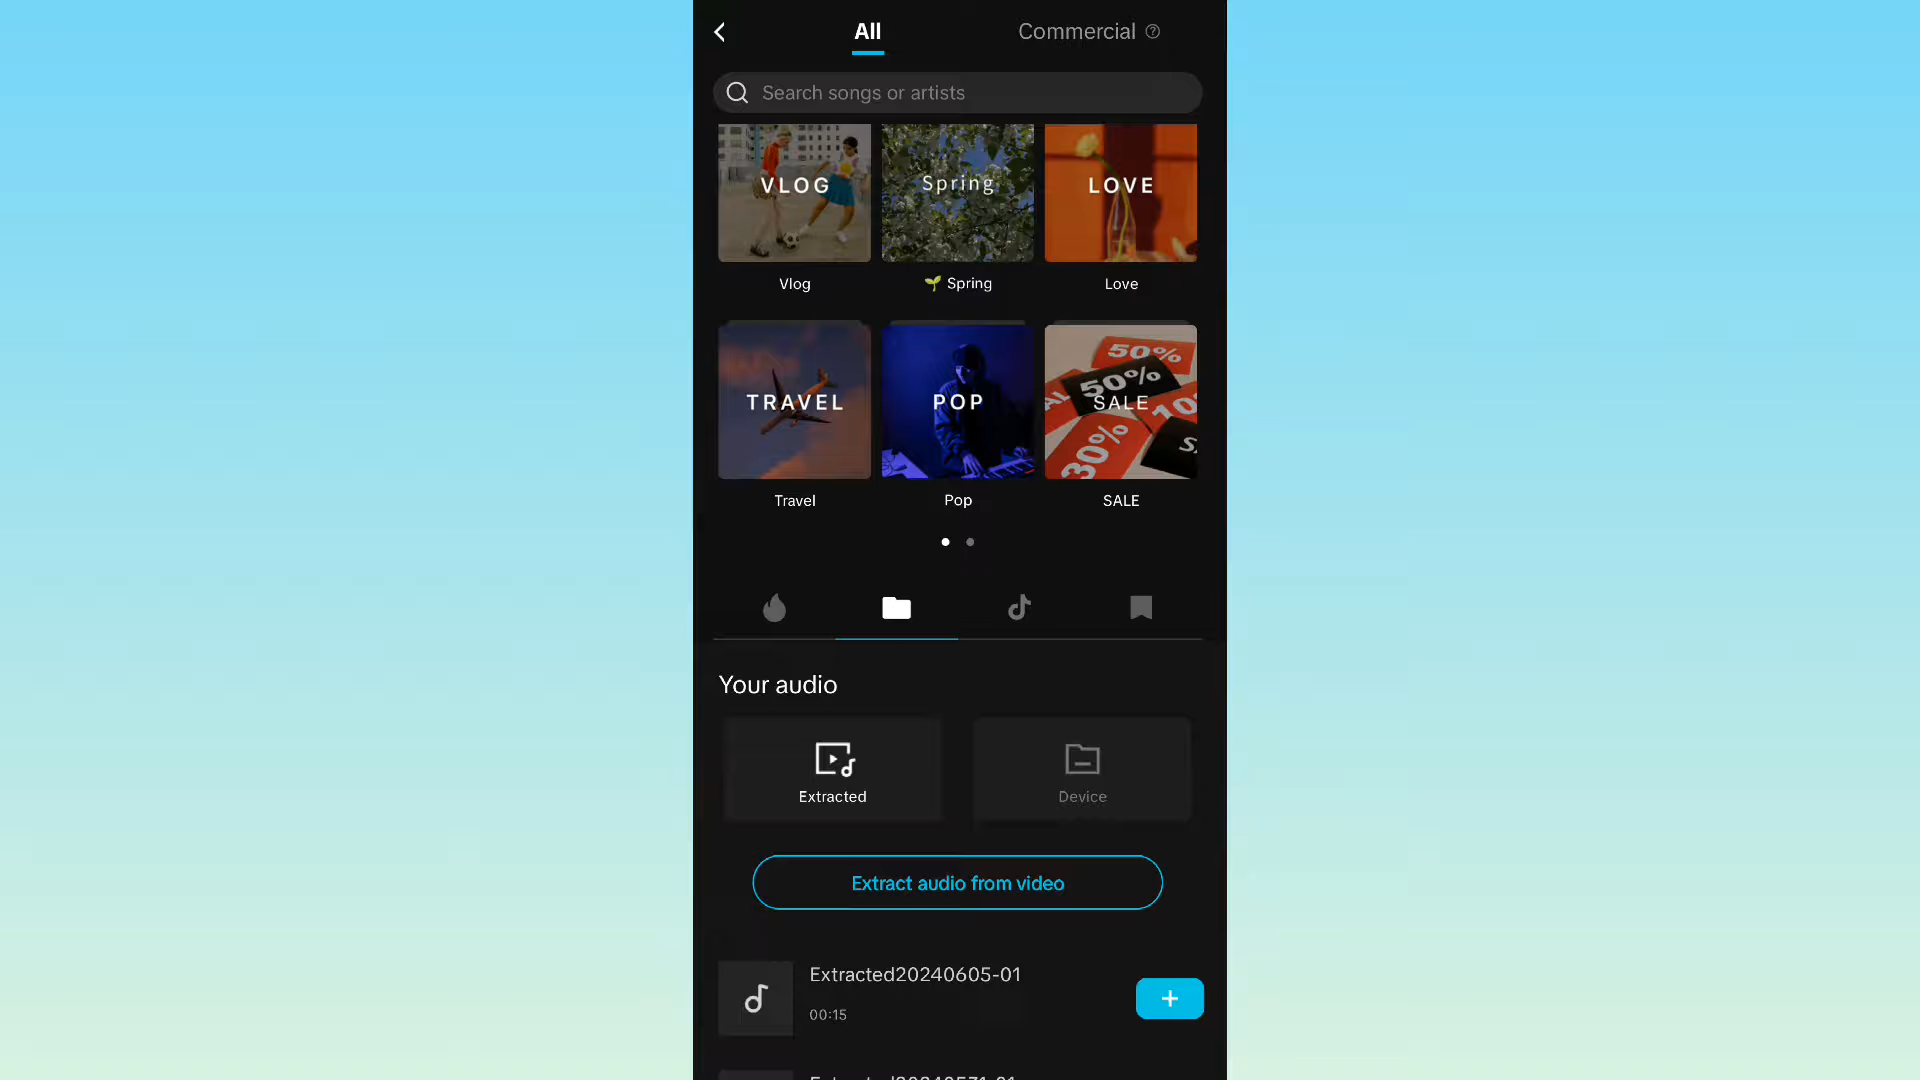 All
Commercial
Search songs or artists
VLOG
Spring
LOVE
Vlog
Spring
Love
TRAVEL
POP
50%
50%
SALE
30%
Travel
Pop
SALE
Your audio
Extracted
Device
Extract audio from video
Extracted20240605-01
00:15